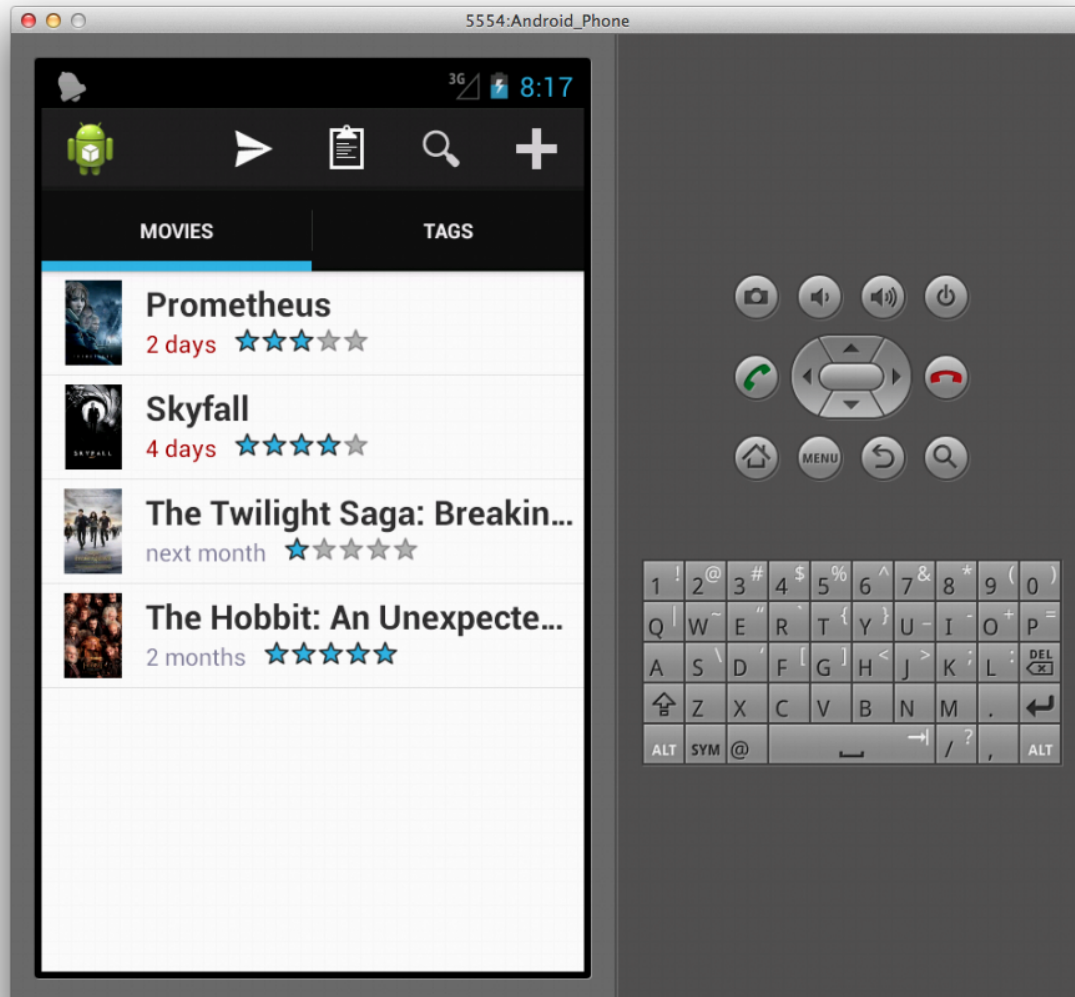 5554:Android_Phone
3G 8:17
MOVIES TAGS
Prometheus
2 days
Skyfall
4 days
SKYFALL
The Twilight Saga: Breakin...
next month
The Hobbit: An Unexpecte...
2 months
MENU
1 ! 2 @ 3 # 4 $ 5 % 6 ^ 7 & 8 * 9 ( 0 )
Q | W ~ E " R ` T { Y } U _ I - O + P =
A S \ D ' F [ G ] H < J > K ; L : DEL
Z X C V B N M .
ALT SYM @ / ? , ALT